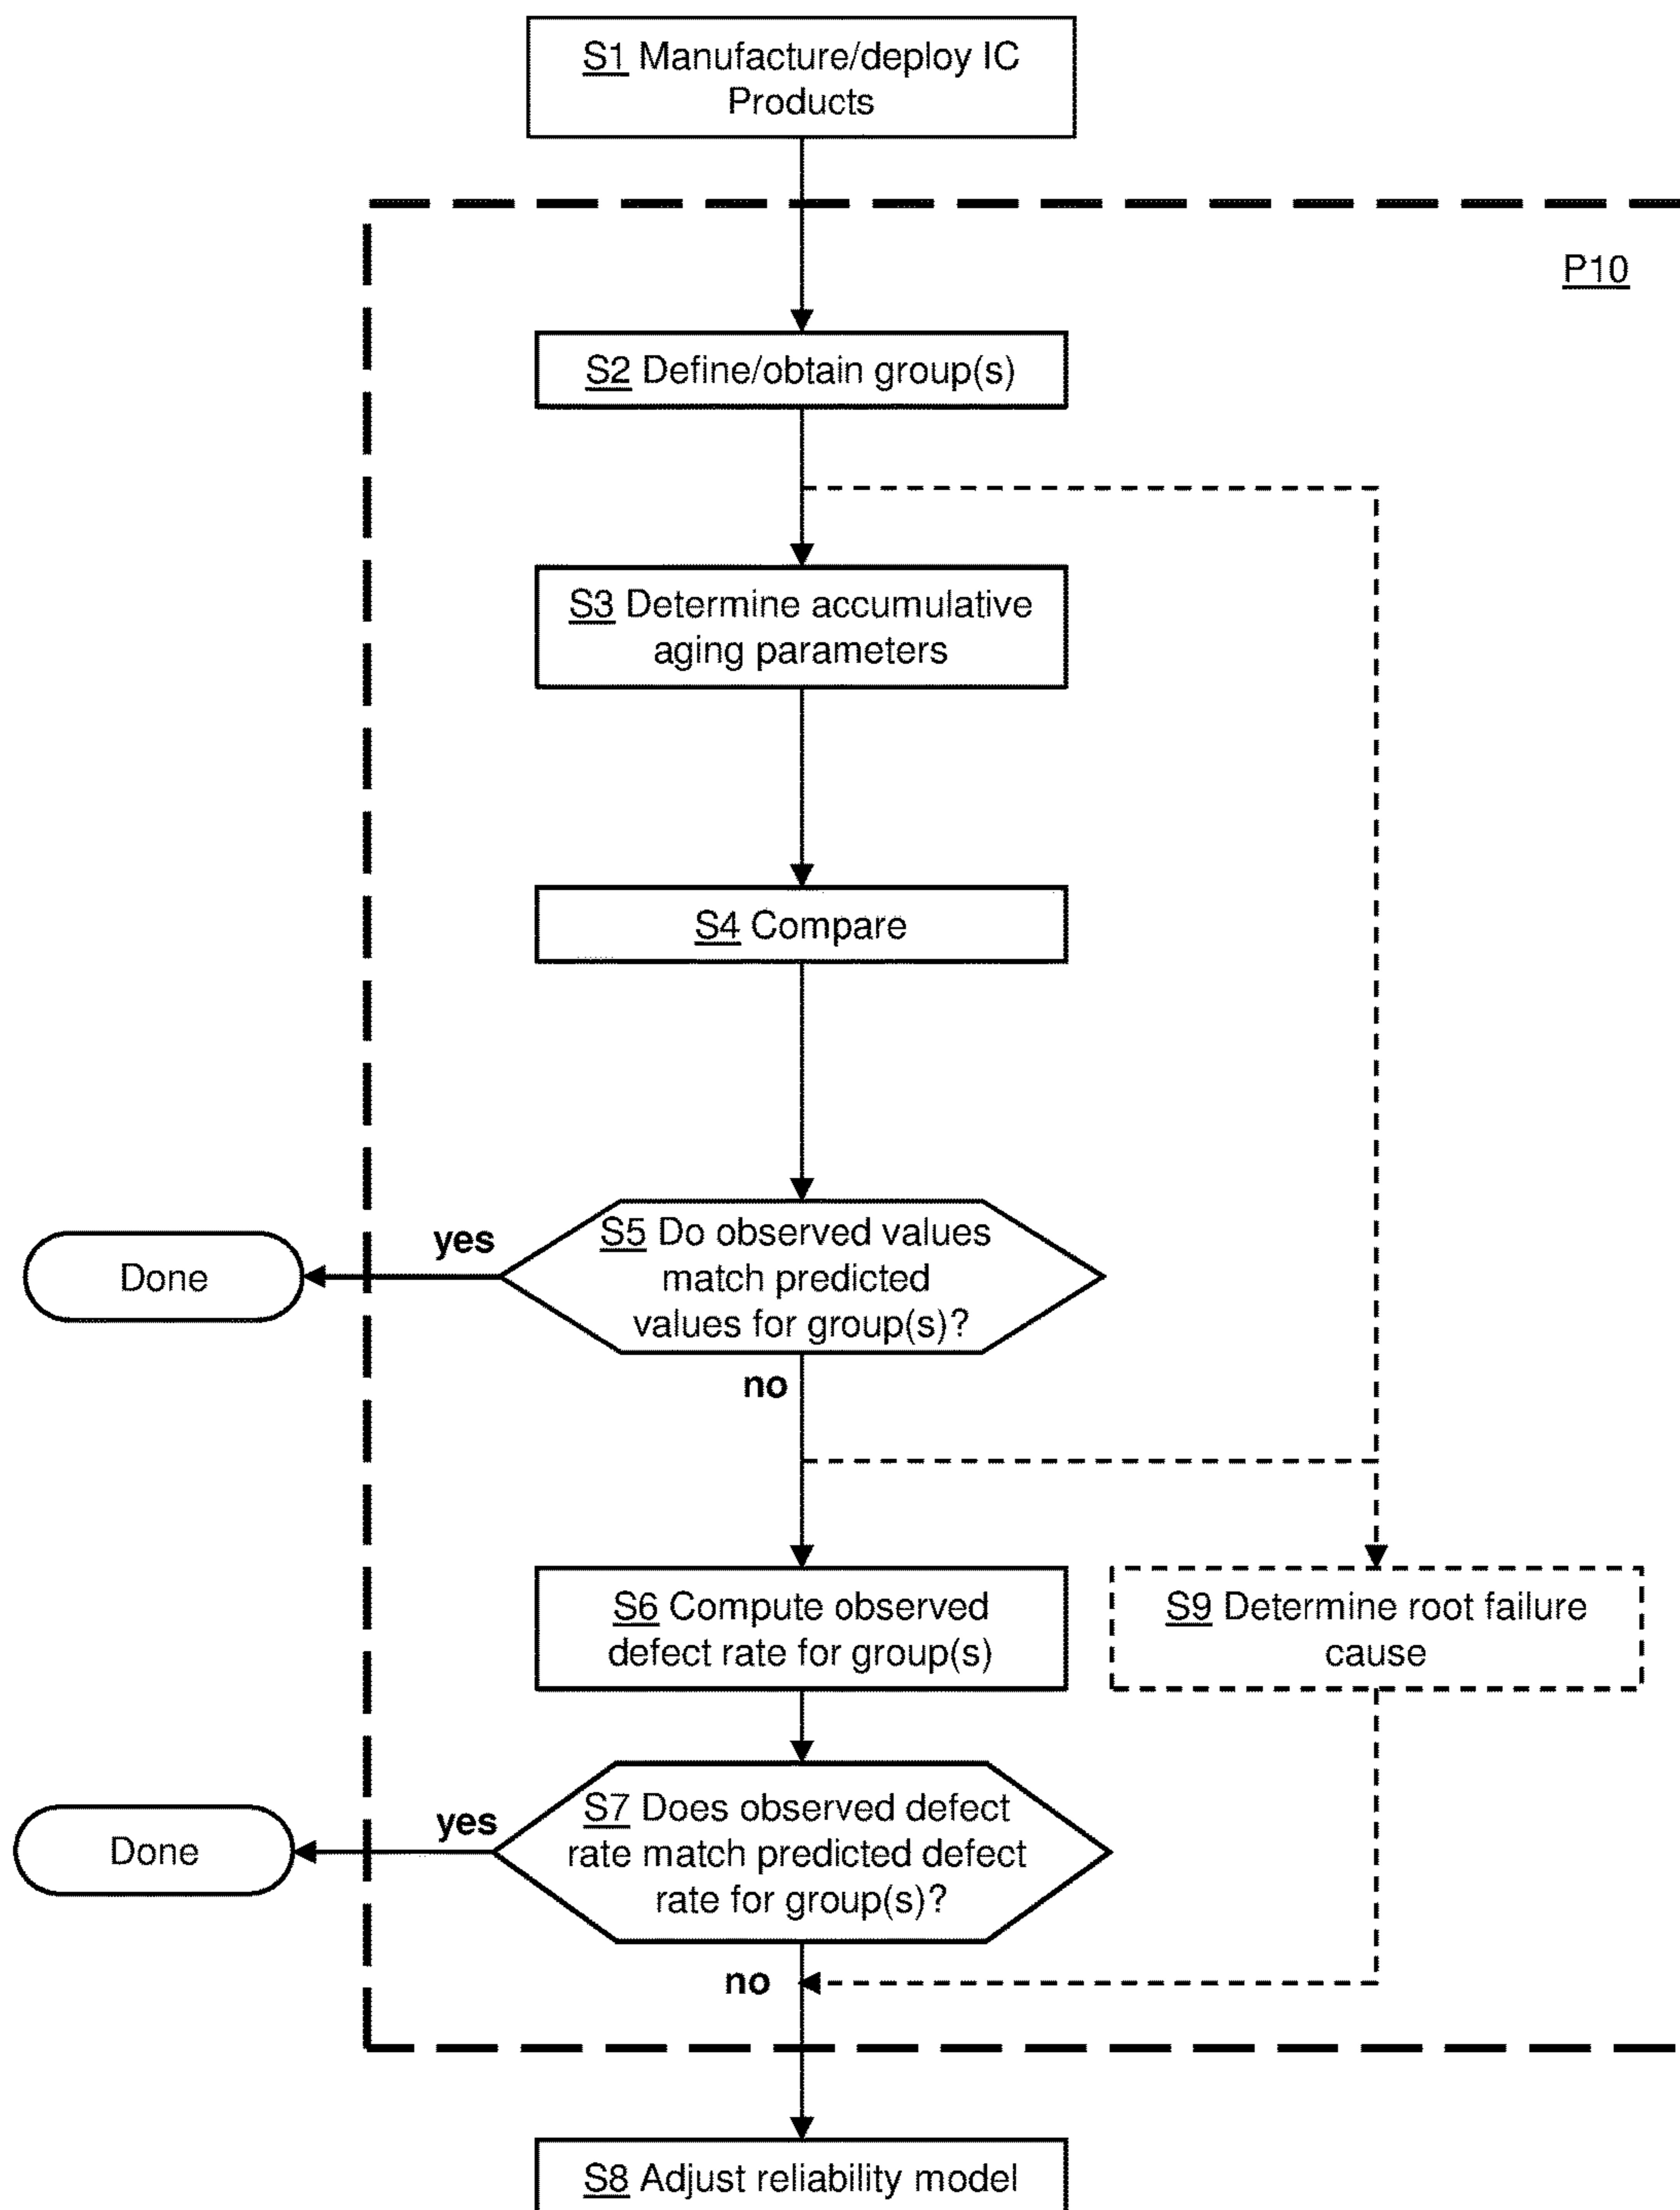 S1 Manufacture/deploy IC
Products
P10
S2 Define/obtain group(s)
S3 Determine accumulative
aging parameters
S4 Compare
yes
S5 Do observed values
match predicted
values for group(s)?
Done
no
S6 Compute observed
defect rate for group(s)
S9 Determine root failure
cause
yes
S7 Does observed defect
rate match predicted defect
rate for group(s)?
Done
no
S8 Adjust reliability model